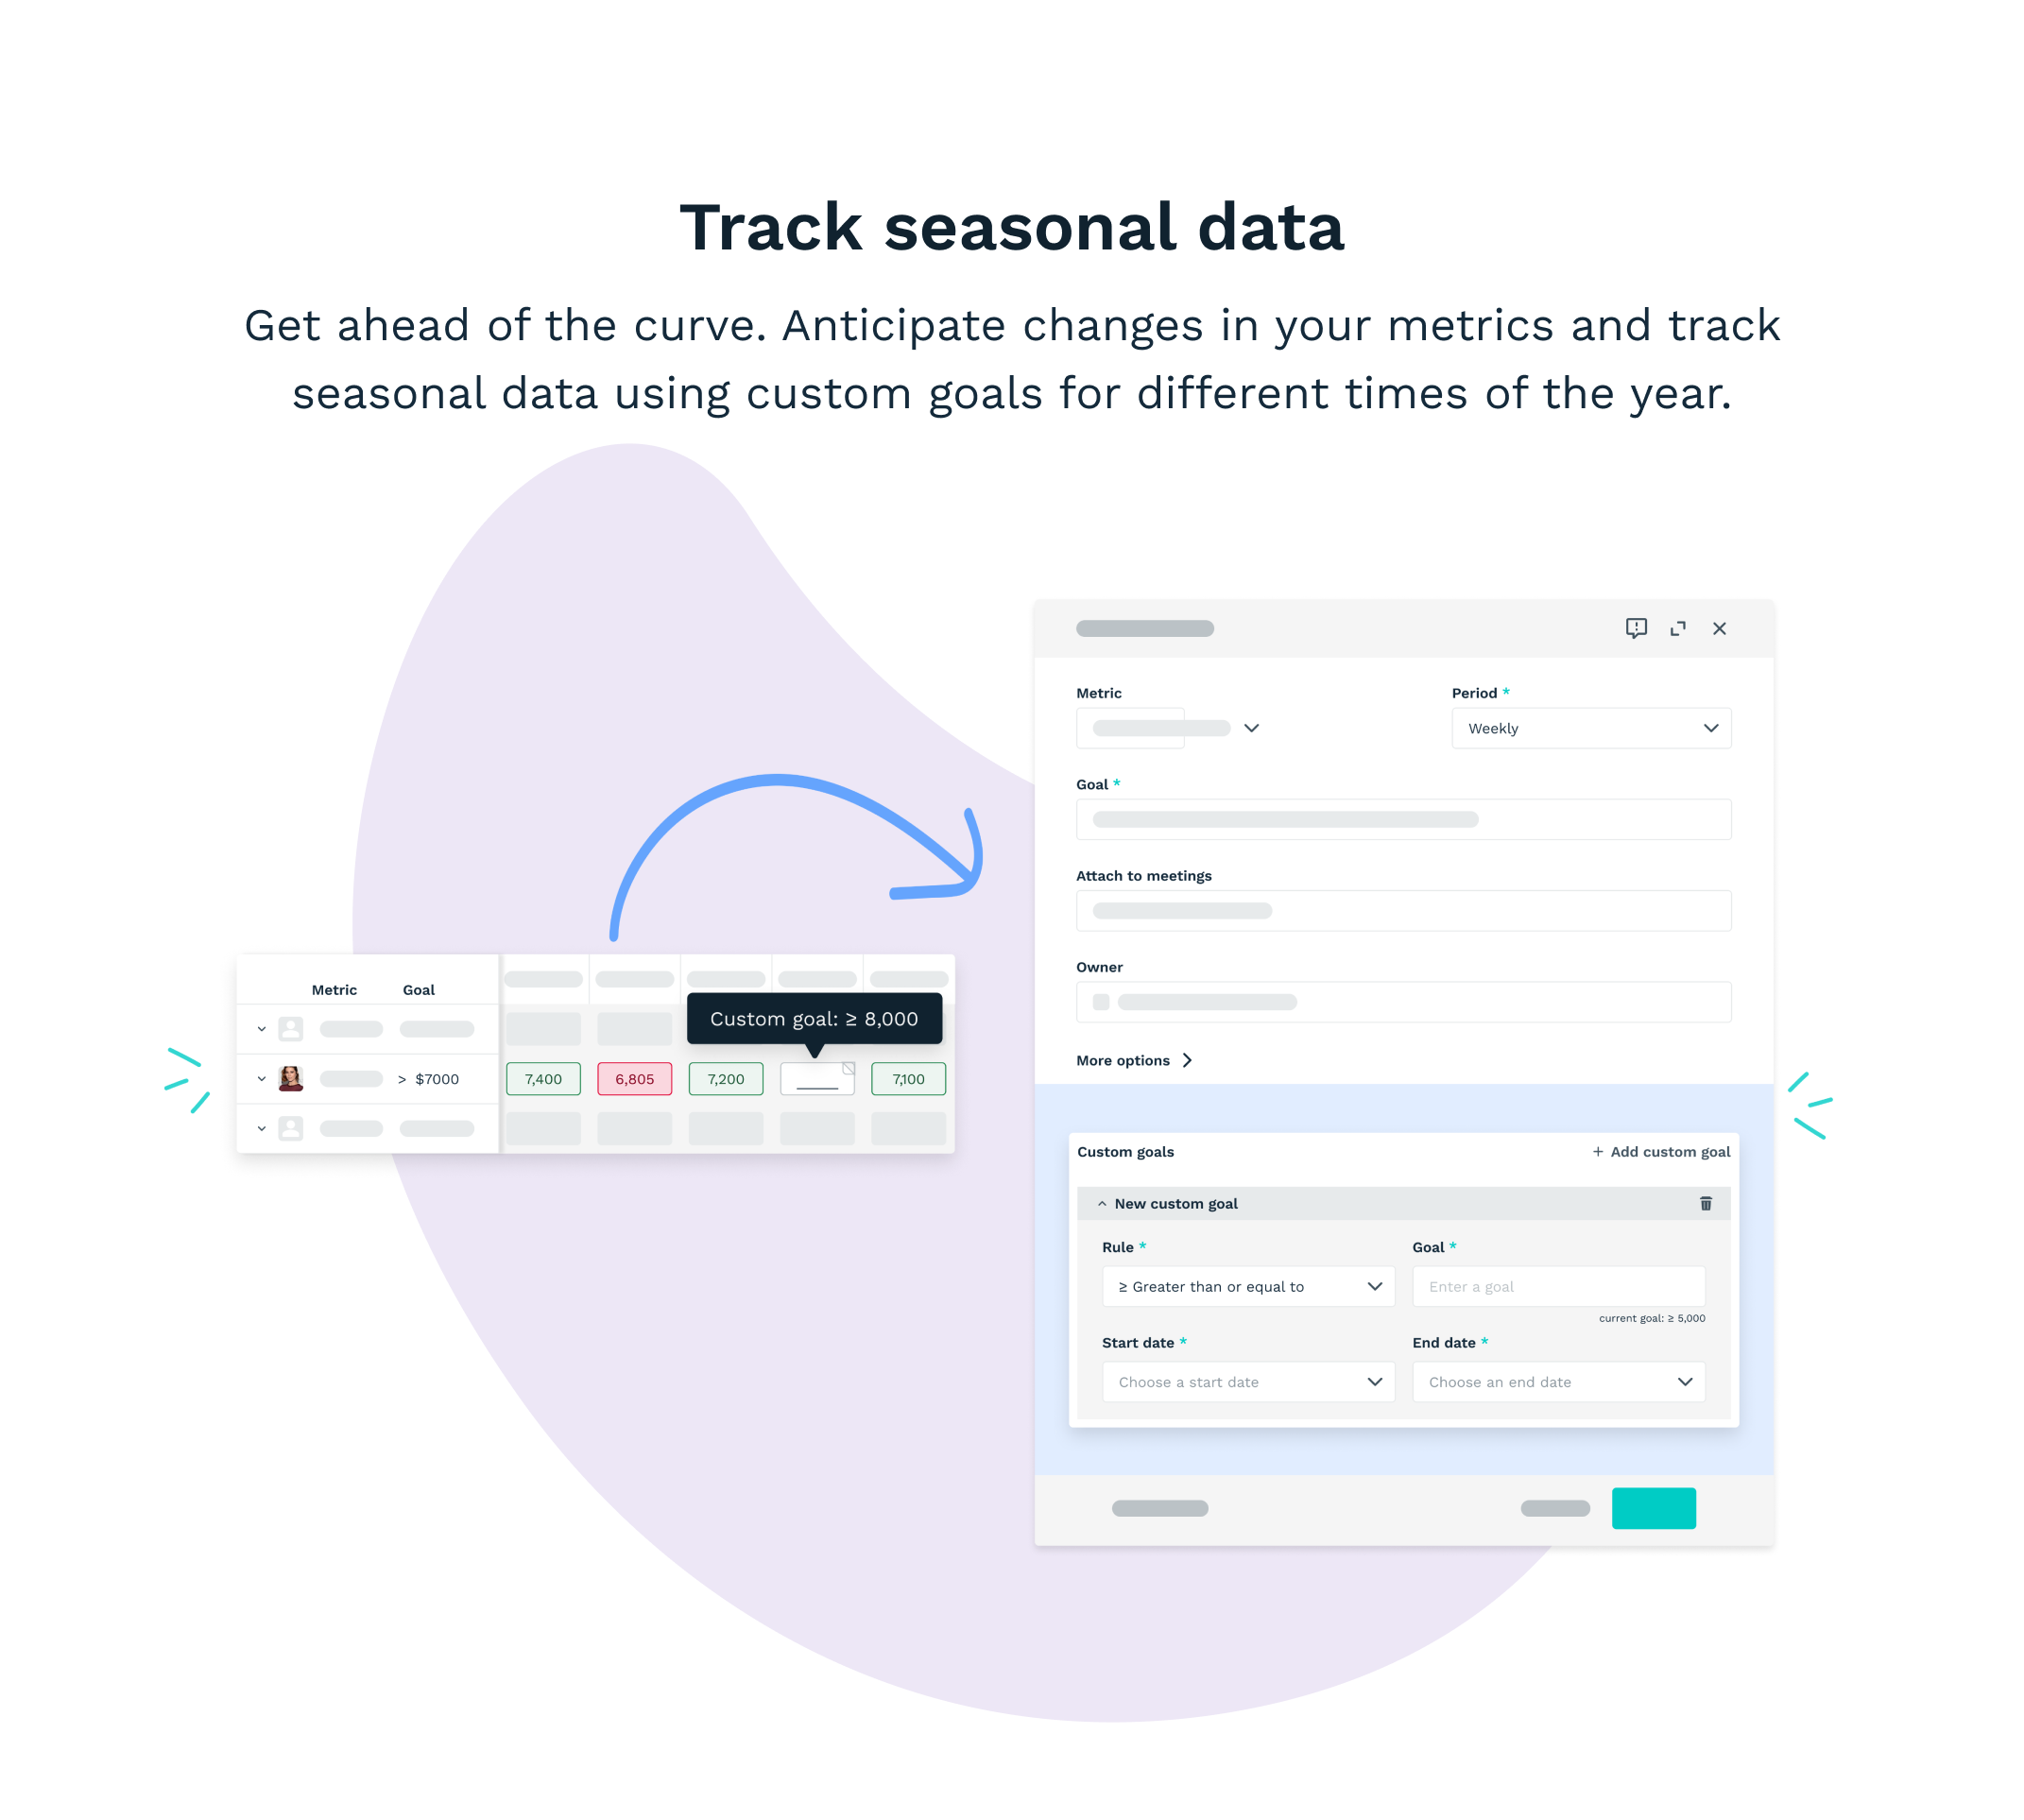 Track seasonal data
Get ahead of the curve. Anticipate changes in your metrics and track
seasonal data using custom goals for different times of the year.
Metric
Period *
Weekly
Goal *
Attach to meetings
Owner
More options
Metric Goal
Custom goal: ≥ 8,000
> $7000 7,400 6,805 7,200 7,100
Custom goals
+ Add custom goal
New custom goal
Rule * Goal *
≥ Greater than or equal to Enter a goal
current goal: ≥ 5,000
Start date * End date *
Choose a start date Choose an end date